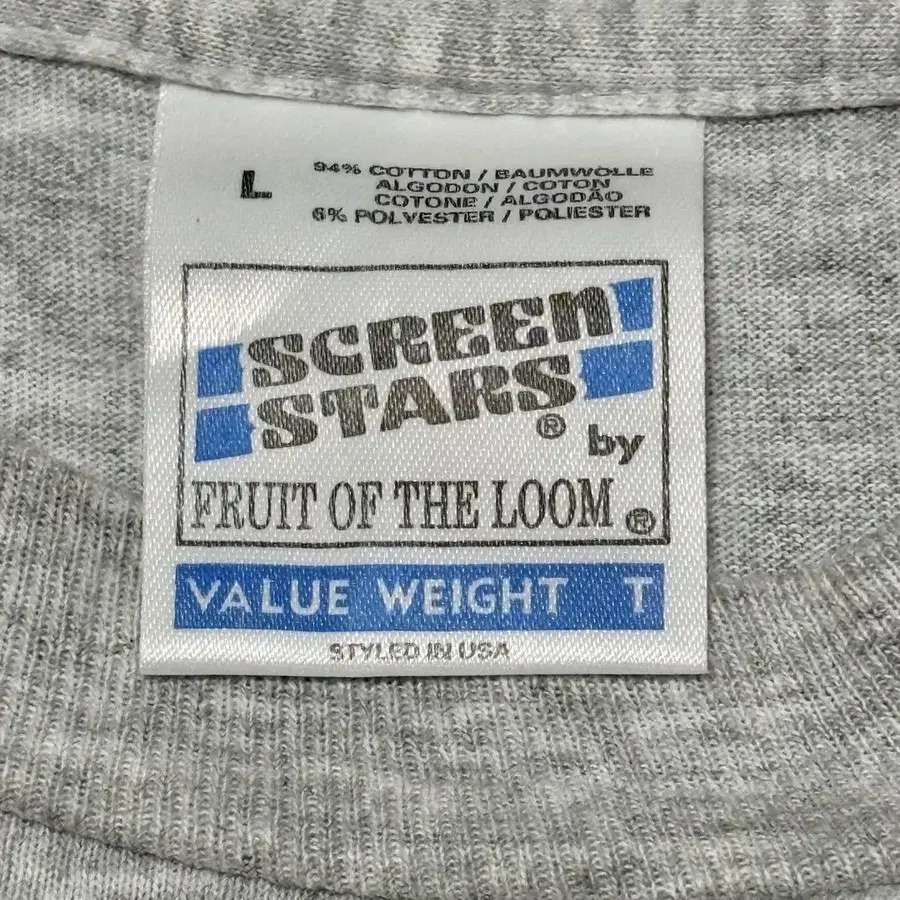 L
94% COTTON / BAUMWOLLE
ALGODON / COTON
COTONE / ALGODÃO
6% POLYESTER / POLIESTER
SCREEN
STARS®
by
FRUIT OF THE LOOM ®
VALUE WEIGHT T
STYLED IN USA